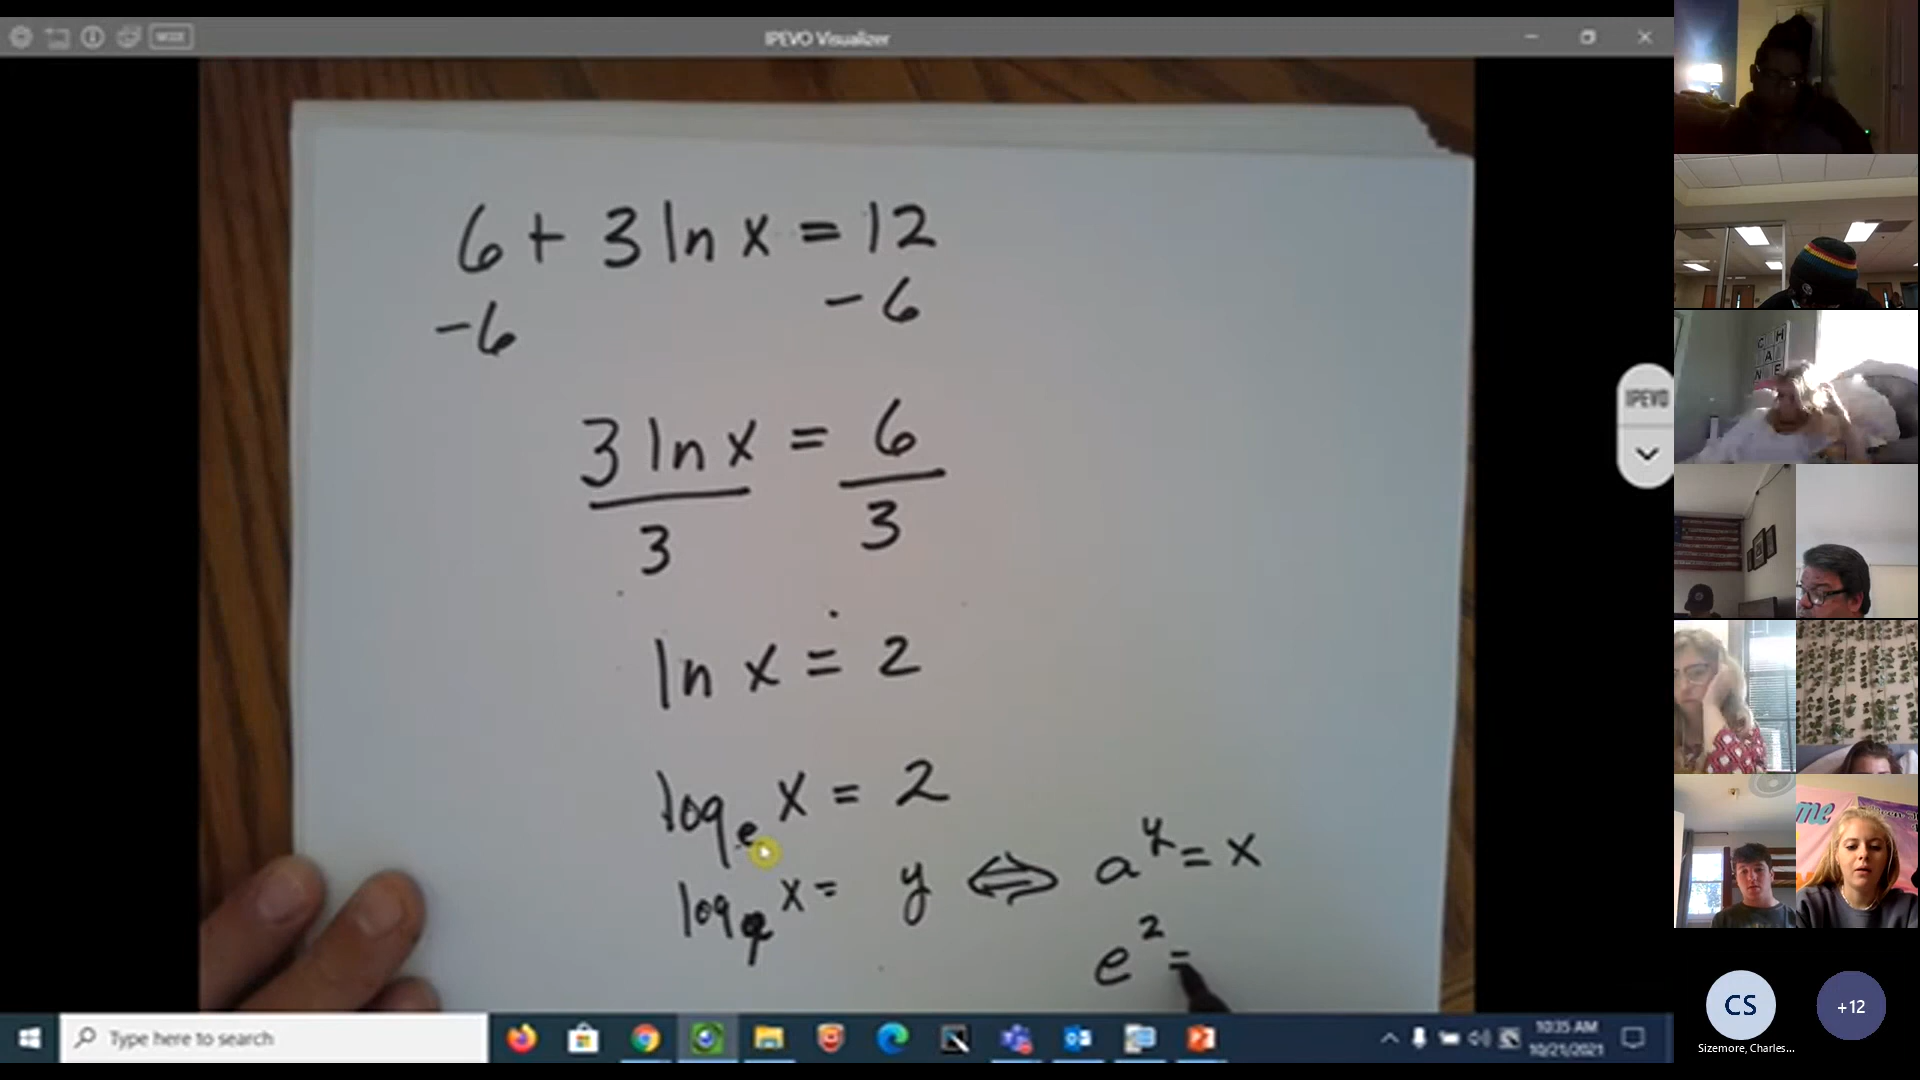 IPEVO Visualizer
6 + 3 ln x = 12
-6 - 6
3 ln x = 6
3 3
ln x = 2
log_e x = 2
log_a x = y ⇔ a^y = x
e^2 =
IPEVO
C H
A
N E
me
CS
+12
Sizemore, Charles...
Type here to search
10:35 AM
10/21/2021